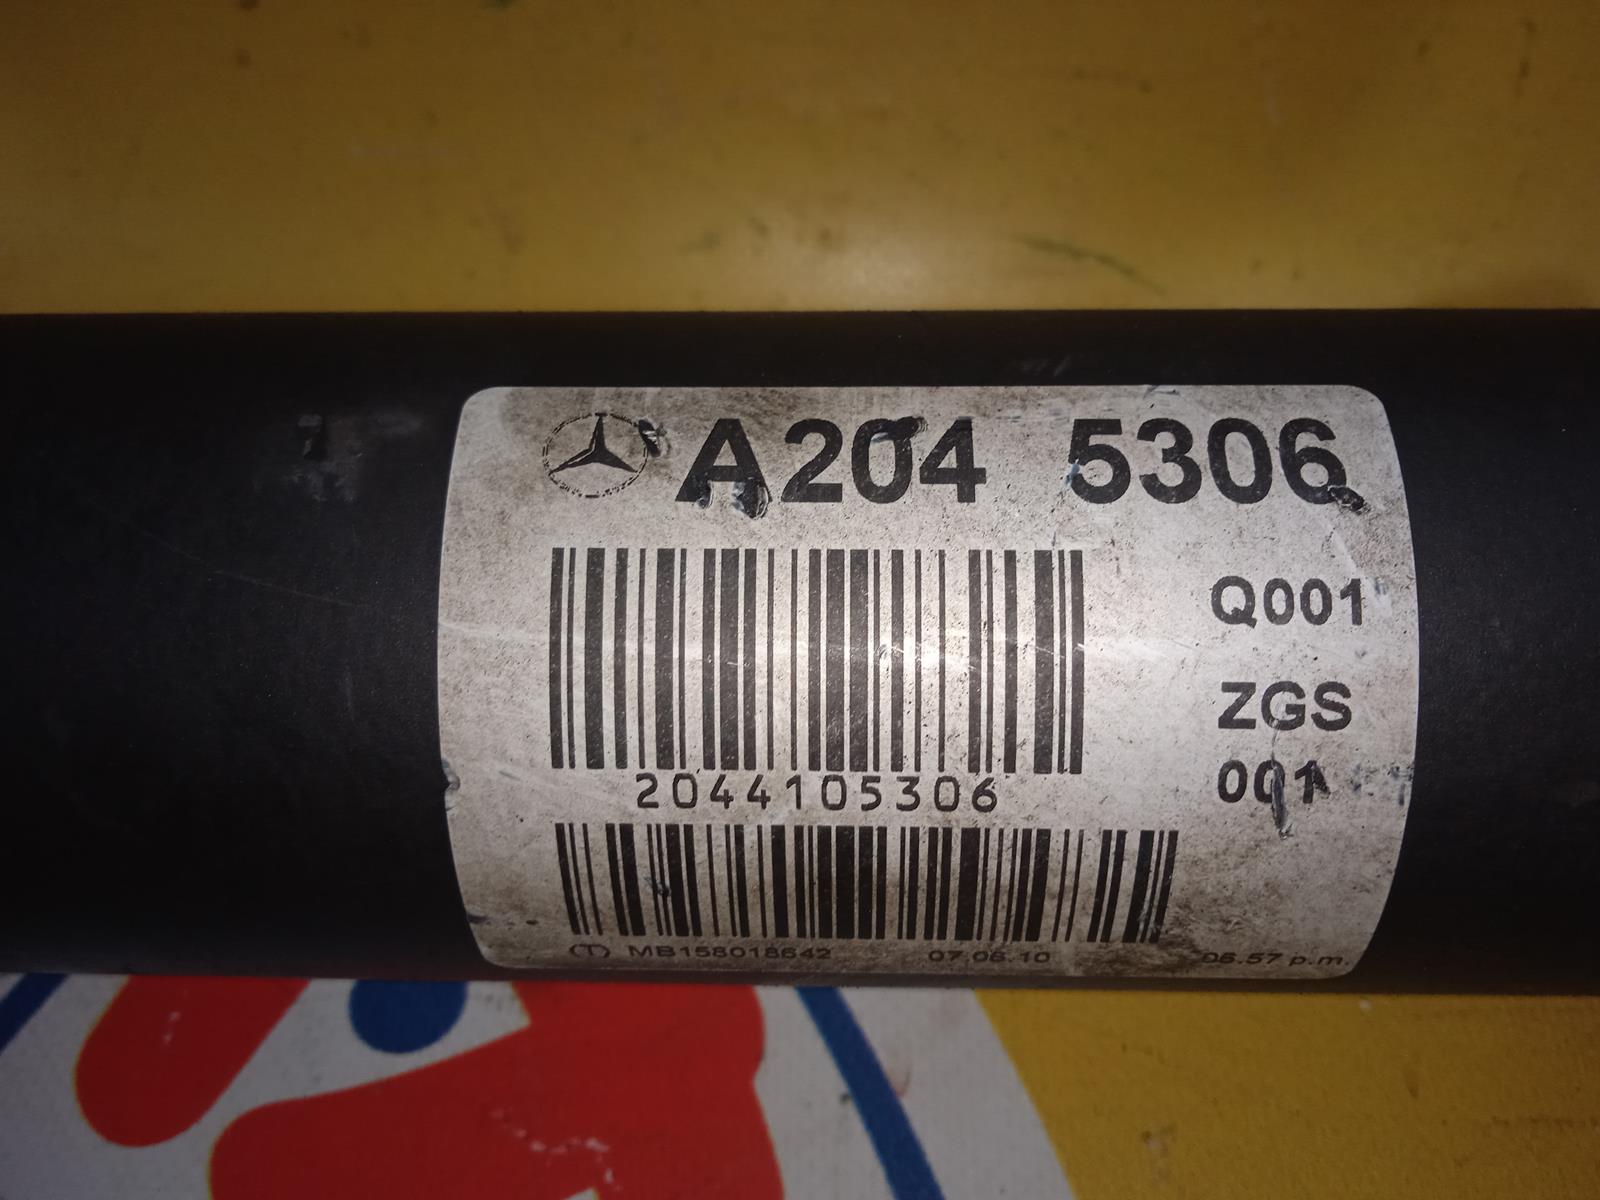 A204 5306
Q001
ZGS
001
2044105306
(T) MB158018642 07.06.10 06.57 p.m.